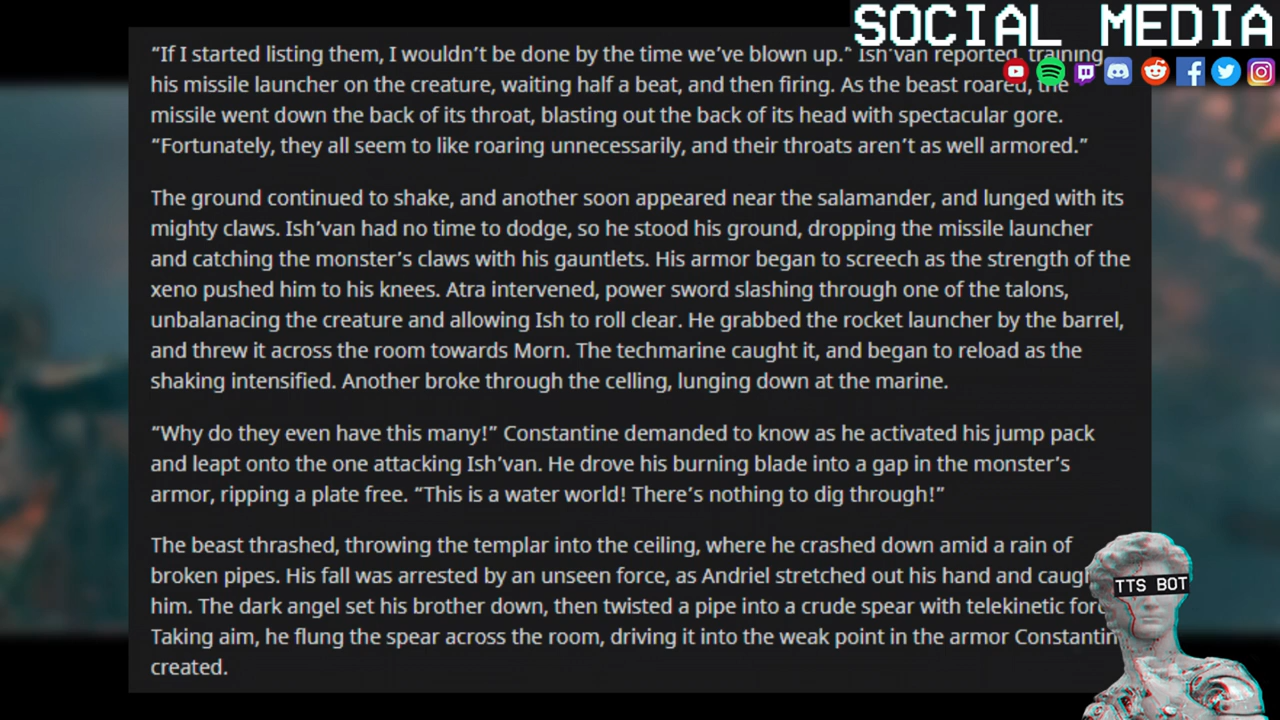 SOCIAL MEDIA
“If I started listing them, I wouldn’t be done by the time we’ve blown up.” Ish’van reported, training
his missile launcher on the creature, waiting half a beat, and then firing. As the beast roared, the
missile went down the back of its throat, blasting out the back of its head with spectacular gore.
“Fortunately, they all seem to like roaring unnecessarily, and their throats aren’t as well armored.”
The ground continued to shake, and another soon appeared near the salamander, and lunged with its
mighty claws. Ish’van had no time to dodge, so he stood his ground, dropping the missile launcher
and catching the monster’s claws with his gauntlets. His armor began to screech as the strength of the
xeno pushed him to his knees. Atra intervened, power sword slashing through one of the talons,
unbalanacing the creature and allowing Ish to roll clear. He grabbed the rocket launcher by the barrel,
and threw it across the room towards Morn. The techmarine caught it, and began to reload as the
shaking intensified. Another broke through the celling, lunging down at the marine.
“Why do they even have this many!” Constantine demanded to know as he activated his jump pack
and leapt onto the one attacking Ish’van. He drove his burning blade into a gap in the monster’s
armor, ripping a plate free. “This is a water world! There’s nothing to dig through!”
The beast thrashed, throwing the templar into the ceiling, where he crashed down amid a rain of
broken pipes. His fall was arrested by an unseen force, as Andriel stretched out his hand and caug
him. The dark angel set his brother down, then twisted a pipe into a crude spear with telekinetic forc
Taking aim, he flung the spear across the room, driving it into the weak point in the armor Constantin
created.
TTS BOT